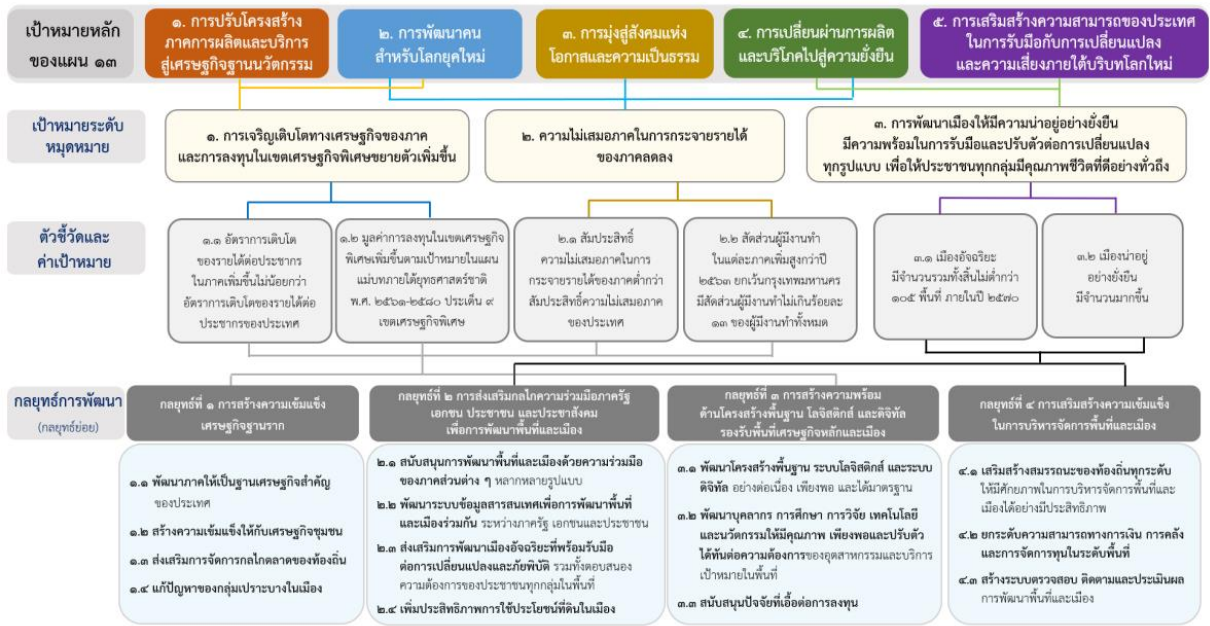 เป้าหมายหลัก
ของแผน ๑๓
๑. การปรับโครงสร้าง
ภาคการผลิตและบริการ
สู่เศรษฐกิจฐานนวัตกรรม
๒. การพัฒนาคน
สำหรับโลกยุคใหม่
๓. การมุ่งสู่สังคมแห่ง
โอกาสและความเป็นธรรม
๔. การเปลี่ยนผ่านการผลิต
และบริโภคไปสู่ความยั่งยืน
๕. การเสริมสร้างความสามารถของประเทศ
ในการรับมือกับการเปลี่ยนแปลง
และความเสี่ยงภายใต้บริบทโลกใหม่
เป้าหมายระดับ
หมุดหมาย
๑. การเจริญเติบโตทางเศรษฐกิจของภาค
และการลงทุนในเขตเศรษฐกิจพิเศษขยายตัวเพิ่มขึ้น
๒. ความไม่เสมอภาคในการกระจายรายได้
ของภาคลดลง
๓. การพัฒนาเมืองให้มีความน่าอยู่อย่างยั่งยืน
มีความพร้อมในการรับมือและปรับตัวต่อการเปลี่ยนแปลง
ทุกรูปแบบ เพื่อให้ประชาชนทุกกลุ่มมีคุณภาพชีวิตที่ดีอย่างทั่วถึง
ตัวชี้วัดและ
ค่าเป้าหมาย
๑.๑ อัตราการเติบโต
ของรายได้ต่อประชากร
ในภาคเพิ่มขึ้นไม่น้อยกว่า
อัตราการเติบโตของรายได้ต่อ
ประชากรของประเทศ
๑.๒ มูลค่าการลงทุนในเขตเศรษฐกิจ
พิเศษเพิ่มขึ้นตามเป้าหมายในแผน
แม่บทภายใต้ยุทธศาสตร์ชาติ
พ.ศ. ๒๕๖๑-๒๕๘๐ ประเด็น ๙
เขตเศรษฐกิจพิเศษ
๒.๑ สัมประสิทธิ์
ความไม่เสมอภาคในการ
กระจายรายได้ของภาคต่ำกว่า
สัมประสิทธิ์ความไม่เสมอภาค
ของประเทศ
๒.๒ สัดส่วนผู้มีงานทำ
ในแต่ละภาคเพิ่มสูงกว่าปี
๒๕๖๓ ยกเว้นกรุงเทพมหานคร
มีสัดส่วนผู้มีงานทำไม่เกินร้อยละ
๑๓ ของผู้มีงานทำทั้งหมด
๓.๑ เมืองอัจฉริยะ
มีจำนวนรวมทั้งสิ้นไม่ต่ำกว่า
๑๐๕ พื้นที่ ภายในปี ๒๕๗๐
๓.๒ เมืองน่าอยู่
อย่างยั่งยืน
มีจำนวนมากขึ้น
กลยุทธ์การพัฒนา
(กลยุทธ์ย่อย)
กลยุทธ์ที่ ๑ การสร้างความเข้มแข็ง
เศรษฐกิจฐานราก
๑.๑ พัฒนาภาคให้เป็นฐานเศรษฐกิจสำคัญ
ของประเทศ
๑.๒ สร้างความเข้มแข็งให้กับเศรษฐกิจชุมชน
๑.๓ ส่งเสริมการจัดการกลไกตลาดของท้องถิ่น
๑.๔ แก้ปัญหาของกลุ่มเปราะบางในเมือง
กลยุทธ์ที่ ๒ การส่งเสริมกลไกความร่วมมือภาครัฐ
เอกชน ประชาชน และประชาสังคม
เพื่อการพัฒนาพื้นที่และเมือง
๒.๑ สนับสนุนการพัฒนาพื้นที่และเมืองด้วยความร่วมมือ
ของภาคส่วนต่าง ๆ หลากหลายรูปแบบ
๒.๒ พัฒนาระบบข้อมูลสารสนเทศเพื่อการพัฒนาพื้นที่
และเมืองร่วมกัน ระหว่างภาครัฐ เอกชนและประชาชน
๒.๓ ส่งเสริมการพัฒนาเมืองอัจฉริยะที่พร้อมรับมือ
ต่อการเปลี่ยนแปลงและภัยพิบัติ รวมทั้งตอบสนอง
ความต้องการของประชาชนทุกกลุ่มในพื้นที่
๒.๔ เพิ่มประสิทธิภาพการใช้ประโยชน์ที่ดินในเมือง
กลยุทธ์ที่ ๓ การสร้างความพร้อม
ด้านโครงสร้างพื้นฐาน โลจิสติกส์ และดิจิทัล
รองรับพื้นที่เศรษฐกิจหลักและเมือง
๓.๑ พัฒนาโครงสร้างพื้นฐาน ระบบโลจิสติกส์ และระบบ
ดิจิทัล อย่างต่อเนื่อง เพียงพอ และได้มาตรฐาน
๓.๒ พัฒนาบุคลากร การศึกษา การวิจัย เทคโนโลยี
และนวัตกรรมให้มีคุณภาพ เพียงพอและปรับตัว
ได้ทันต่อความต้องการของอุตสาหกรรมและบริการ
เป้าหมายในพื้นที่
๓.๓ สนับสนุนปัจจัยที่เอื้อต่อการลงทุน
กลยุทธ์ที่ ๔ การเสริมสร้างความเข้มแข็ง
ในการบริหารจัดการพื้นที่และเมือง
๔.๑ เสริมสร้างสมรรถนะของท้องถิ่นทุกระดับ
ให้มีศักยภาพในการบริหารจัดการพื้นที่และ
เมืองได้อย่างมีประสิทธิภาพ
๔.๒ ยกระดับความสามารถทางการเงิน การคลัง
และการจัดการทุนในระดับพื้นที่
๔.๓ สร้างระบบตรวจสอบ ติดตามและประเมินผล
การพัฒนาพื้นที่และเมือง